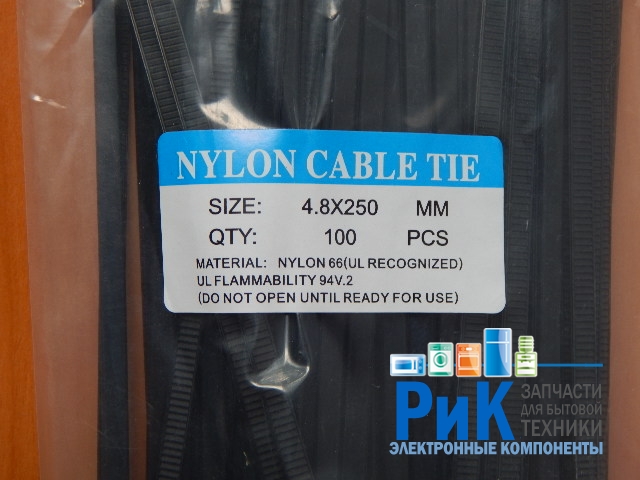 NYLON CABLE TIE
SIZE: 4.8X250 MM
QTY: 100 PCS
MATERIAL: NYLON 66(UL RECOGNIZED)
UL FLAMMABILITY 94V.2
(DO NOT OPEN UNTIL READY FOR USE)
РиК
ЗАПЧАСТИ
ДЛЯ БЫТОВОЙ
ТЕХНИКИ
ЭЛЕКТРОННЫЕ КОМПОНЕНТЫ